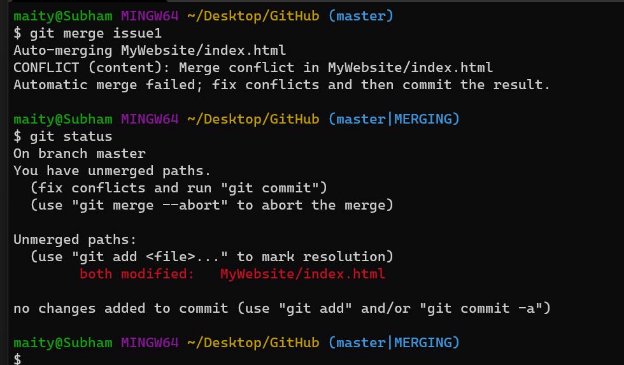 maity@Subham MINGW64 ~/Desktop/GitHub (master)
$ git merge issue1
Auto-merging MyWebsite/index.html
CONFLICT (content): Merge conflict in MyWebsite/index.html
Automatic merge failed; fix conflicts and then commit the result.
maity@Subham MINGW64 ~/Desktop/GitHub (master|MERGING)
$ git status
On branch master
You have unmerged paths.
  (fix conflicts and run "git commit")
  (use "git merge --abort" to abort the merge)
Unmerged paths:
  (use "git add <file>..." to mark resolution)
        both modified:   MyWebsite/index.html
no changes added to commit (use "git add" and/or "git commit -a")
maity@Subham MINGW64 ~/Desktop/GitHub (master|MERGING)
$